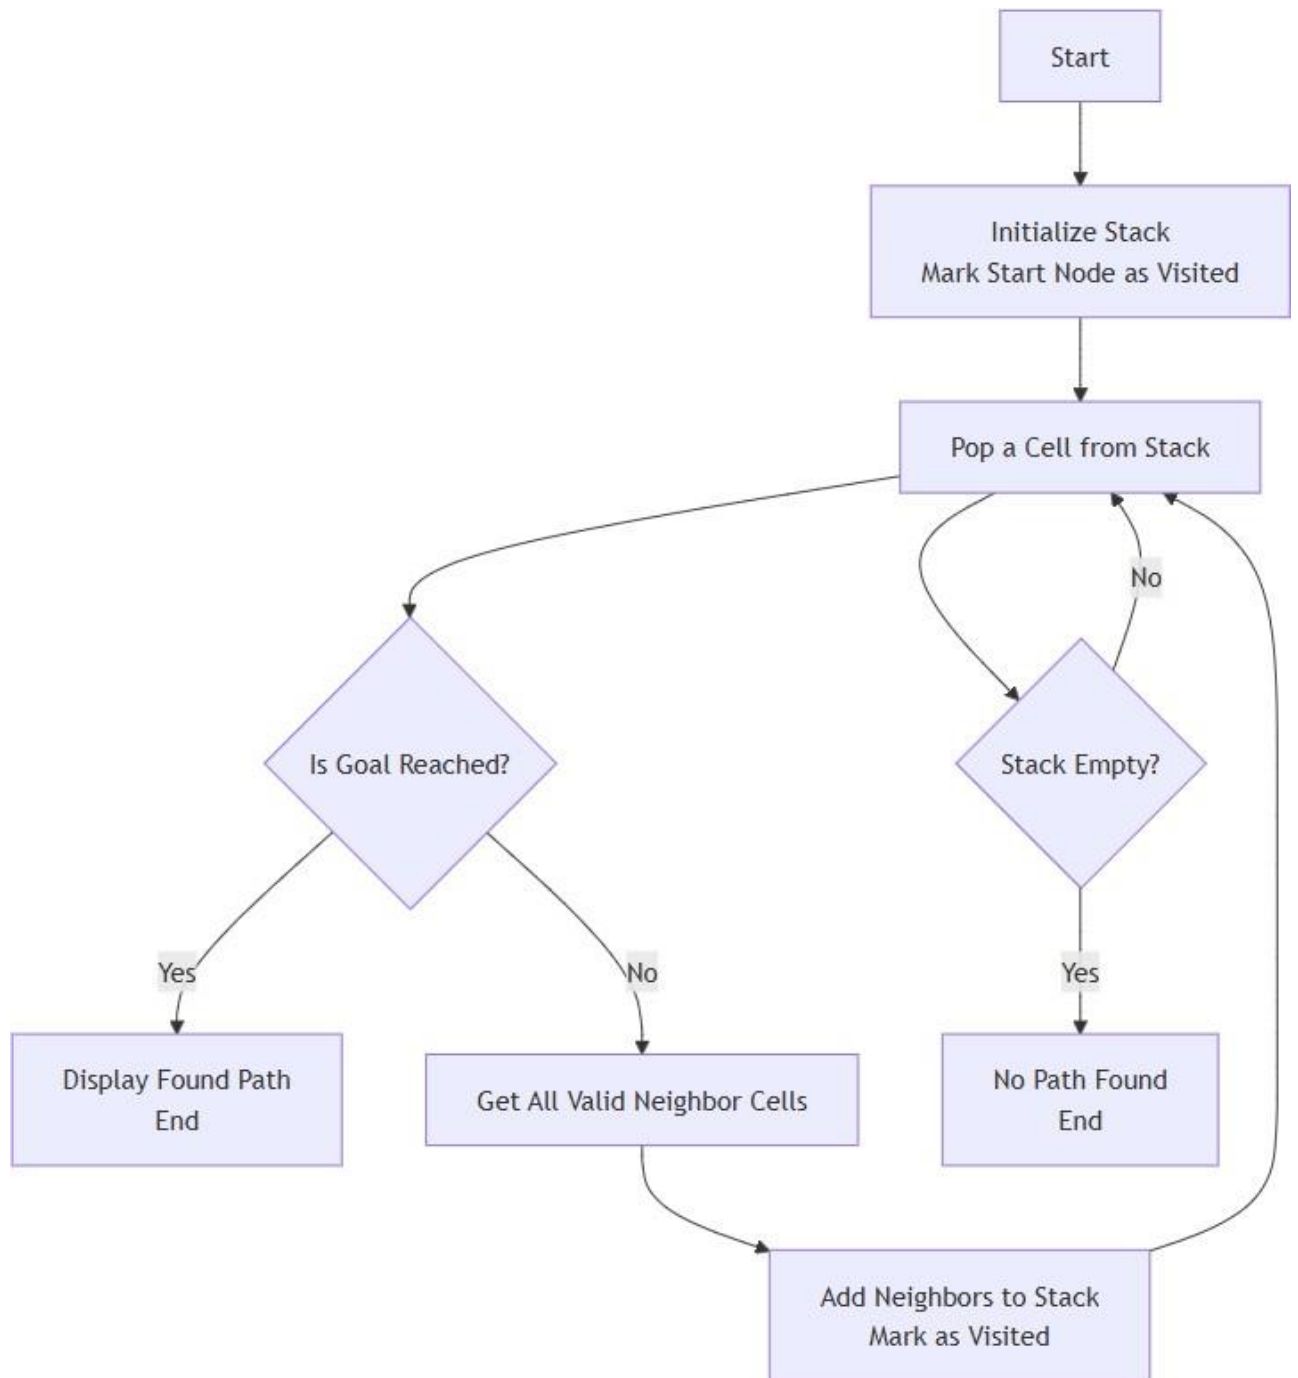 Start
Initialize Stack
Mark Start Node as Visited
Pop a Cell from Stack
No
Is Goal Reached?
Stack Empty?
Yes
No
Yes
Display Found Path
End
Get All Valid Neighbor Cells
No Path Found
End
Add Neighbors to Stack
Mark as Visited